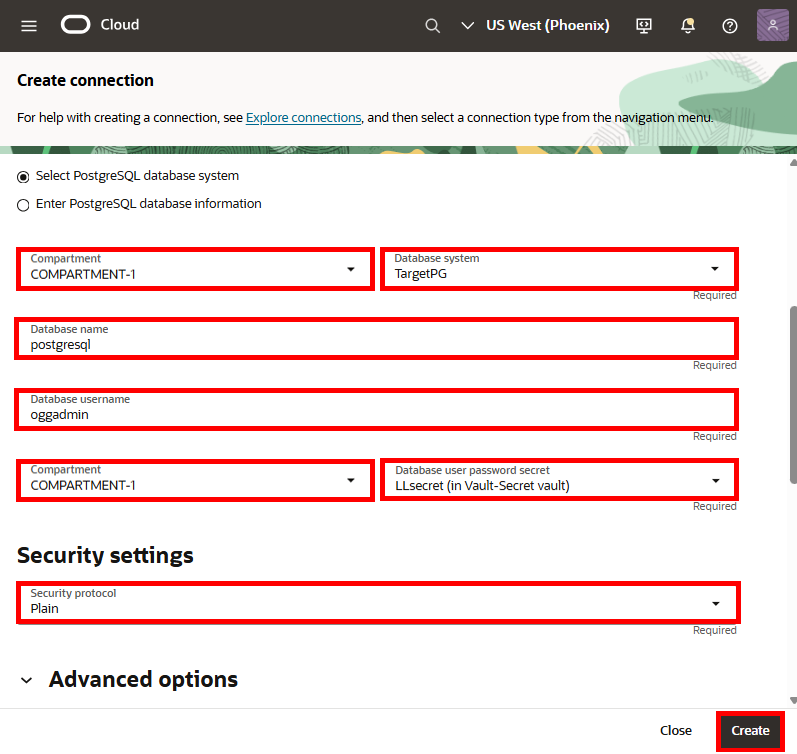 Cloud
US West (Phoenix)
Create connection
For help with creating a connection, see Explore connections, and then select a connection type from the navigation menu.
Select PostgreSQL database system
Enter PostgreSQL database information
Compartment
COMPARTMENT-1
Database system
TargetPG
Required
Database name
postgresql
Required
Database username
oggadmin
Required
Compartment
COMPARTMENT-1
Database user password secret
LLsecret (in Vault-Secret vault)
Required
Security settings
Security protocol
Plain
Required
Advanced options
Close
Create